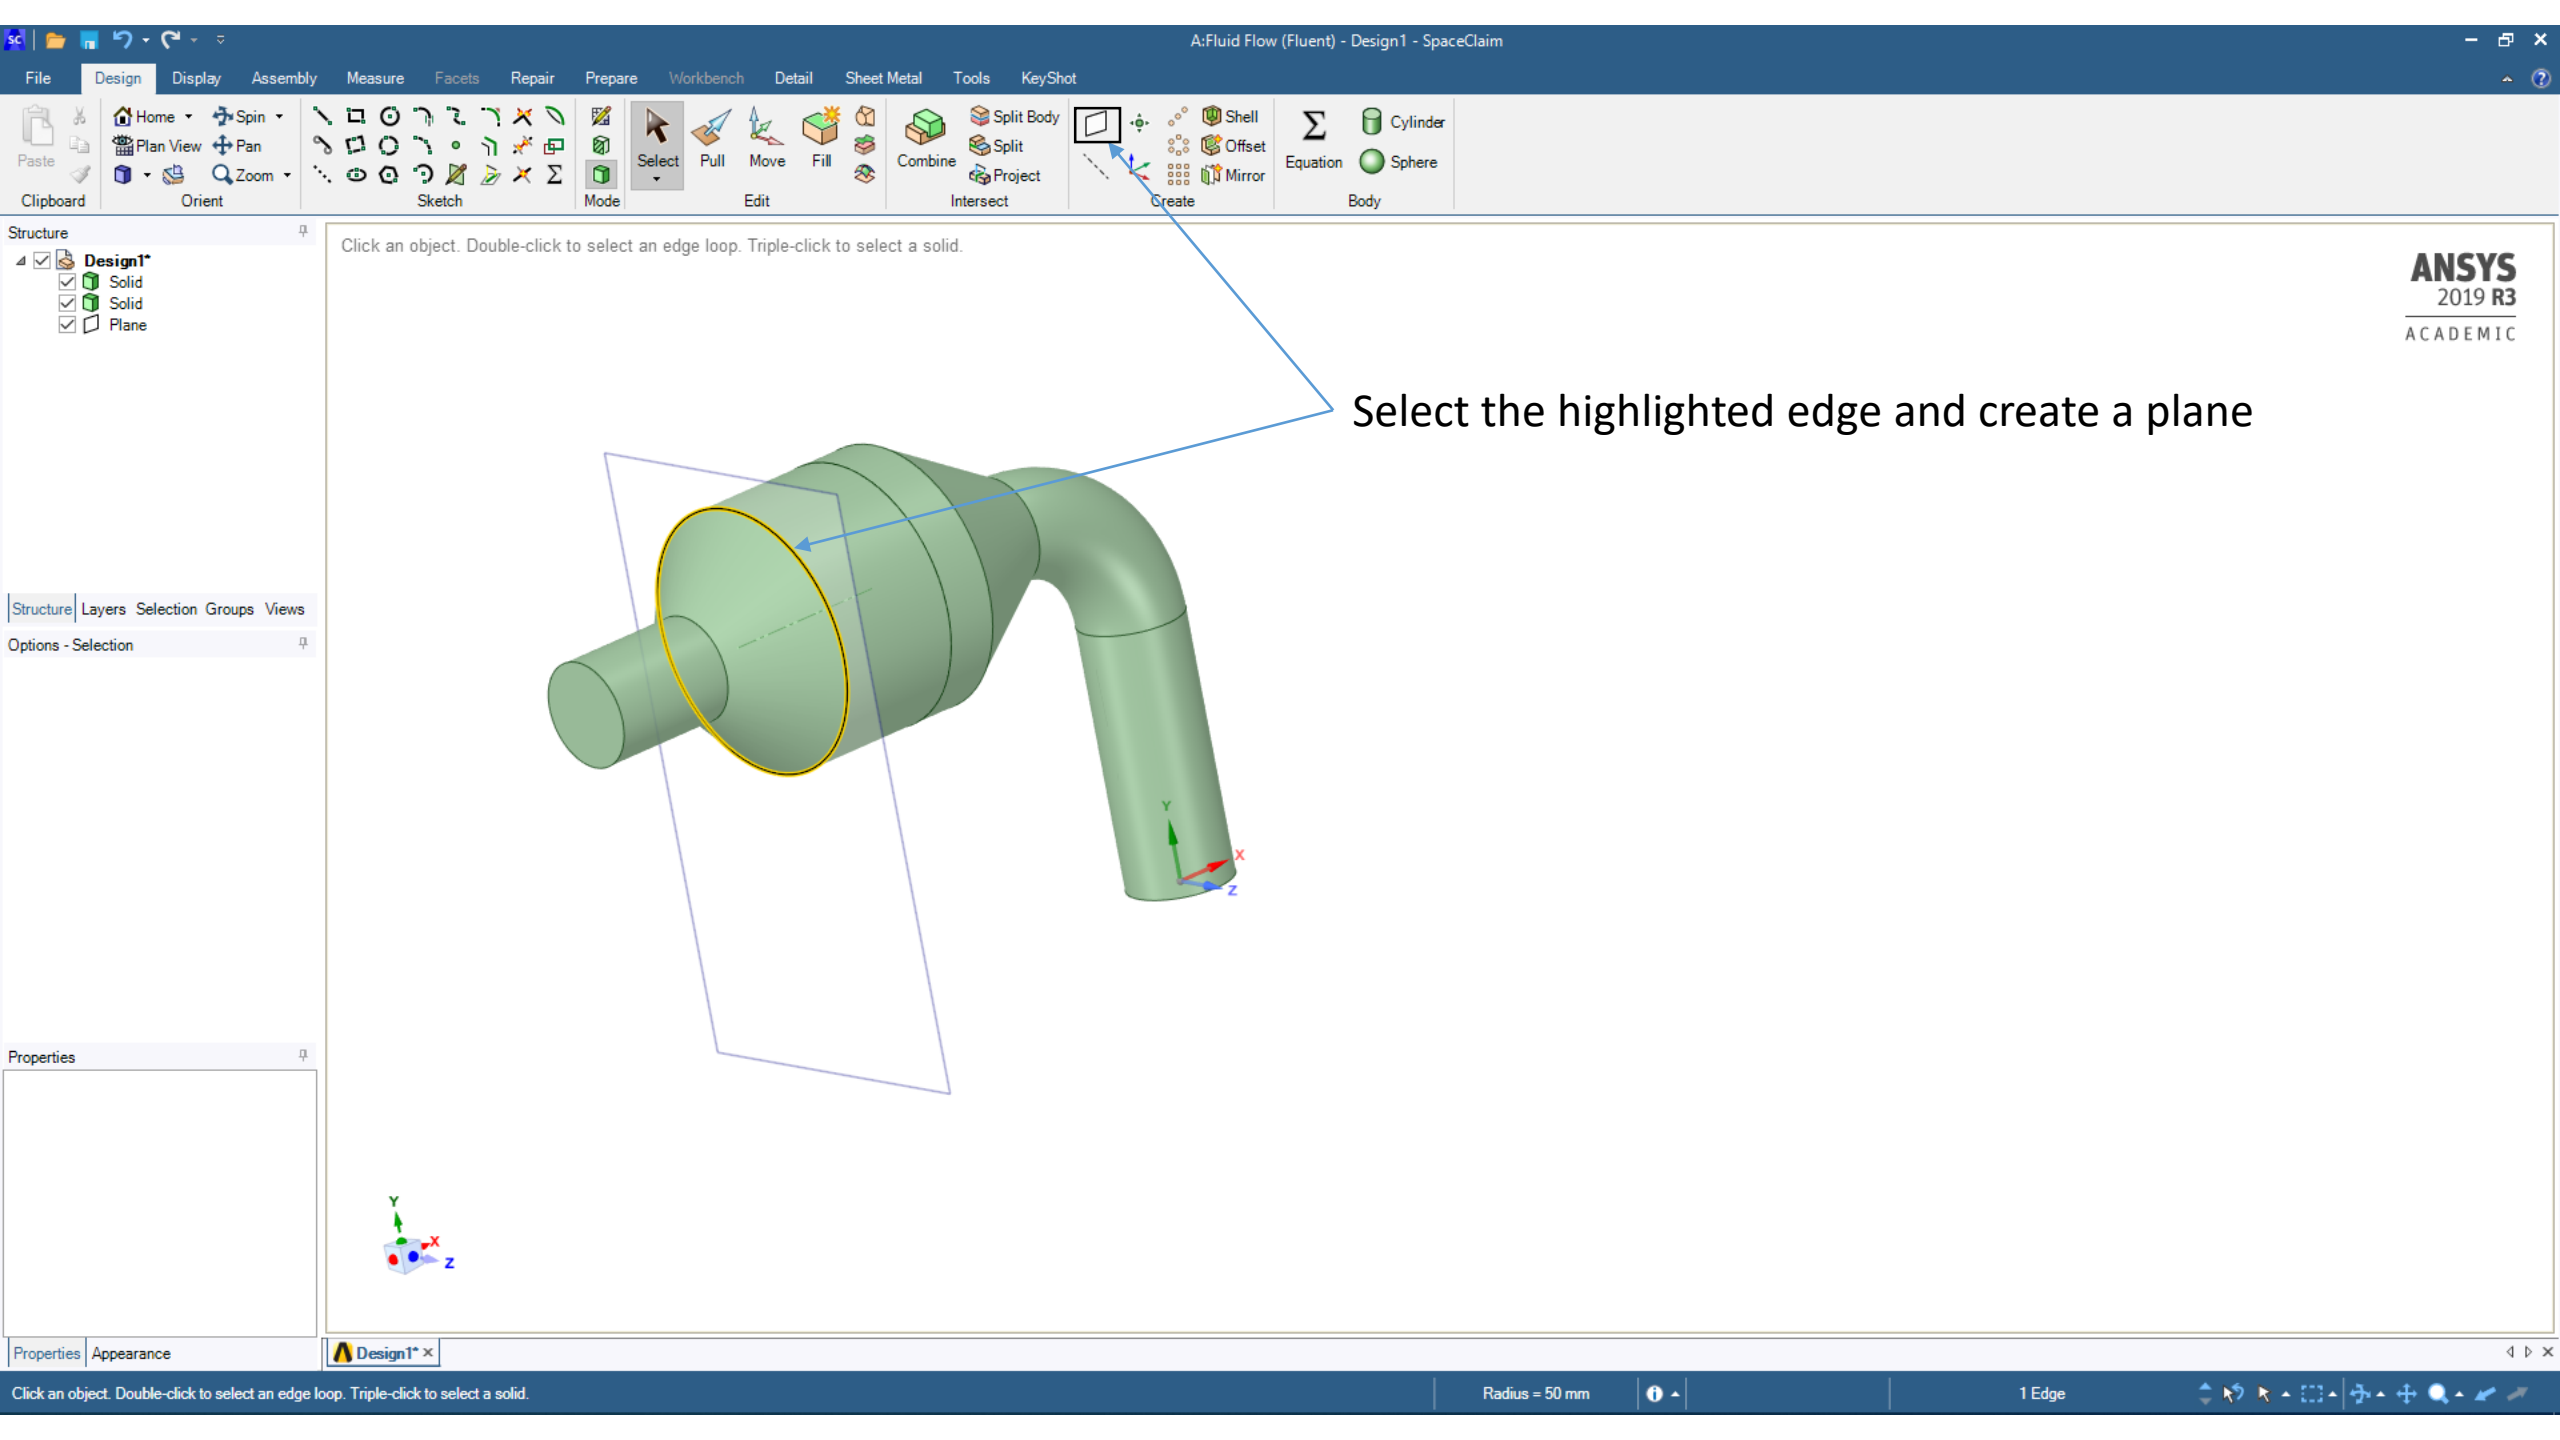 SC
A:Fluid Flow (Fluent) - Design1 - SpaceClaim
File Design Display Assembly Measure Facets Repair Prepare Workbench Detail Sheet Metal Tools KeyShot
Paste
Clipboard
Home Spin
Plan View Pan
Zoom
Orient
Sketch
Mode
Select Pull Move Fill
Edit
Combine
Split Body
Split
Project
Intersect
Shell
Offset
Mirror
Create
Equation
Cylinder
Sphere
Body
Structure
Design1*
Solid
Solid
Plane
Structure Layers Selection Groups Views
Options - Selection
Properties
Properties Appearance
Click an object. Double-click to select an edge loop. Triple-click to select a solid.
ANSYS
2019 R3
ACADEMIC
Select the highlighted edge and create a plane
Y
X
Z
Y
X
Z
Design1*
Click an object. Double-click to select an edge loop. Triple-click to select a solid.
Radius = 50 mm
1 Edge